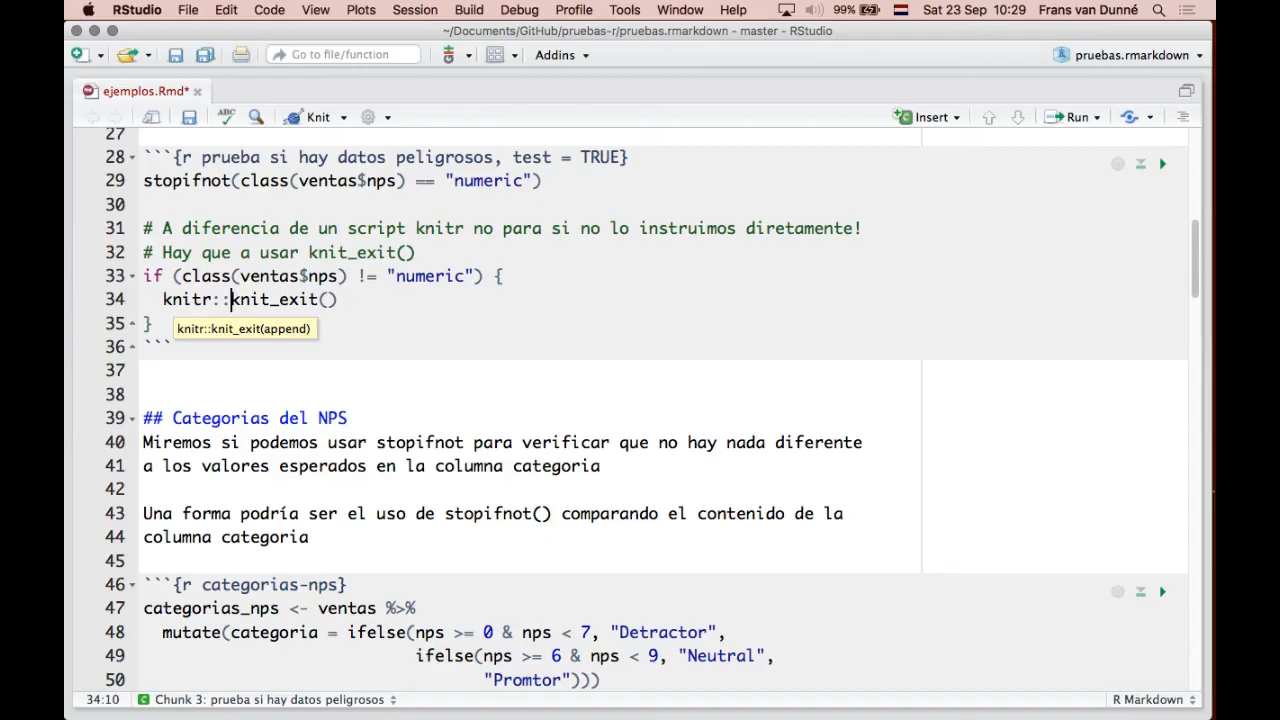 RStudio File Edit Code View Plots Session Build Debug Profile Tools Window Help 99% Sat 23 Sep 10:29 Frans van Dunné
~/Documents/GitHub/pruebas-r/pruebas.rmarkdown - master - RStudio
Go to file/function Addins pruebas.rmarkdown
ejemplos.Rmd*
ABC Knit Insert Run
27
28 ```{r prueba si hay datos peligrosos, test = TRUE}
29 stopifnot(class(ventas$nps) == "numeric")
30
31 # A diferencia de un script knitr no para si no lo instruimos diretamente!
32 # Hay que a usar knit_exit()
33 if (class(ventas$nps) != "numeric") {
34 knitr::knit_exit()
35 }
knitr::knit_exit(append)
36 ```
37
38
39 ## Categorias del NPS
40 Miremos si podemos usar stopifnot para verificar que no hay nada diferente
41 a los valores esperados en la columna categoria
42
43 Una forma podría ser el uso de stopifnot() comparando el contenido de la
44 columna categoria
45
46 ```{r categorias-nps}
47 categorias_nps <- ventas %>%
48 mutate(categoria = ifelse(nps >= 0 & nps < 7, "Detractor",
49 ifelse(nps >= 6 & nps < 9, "Neutral",
50 "Promtor")))
34:10 C Chunk 3: prueba si hay datos peligrosos R Markdown